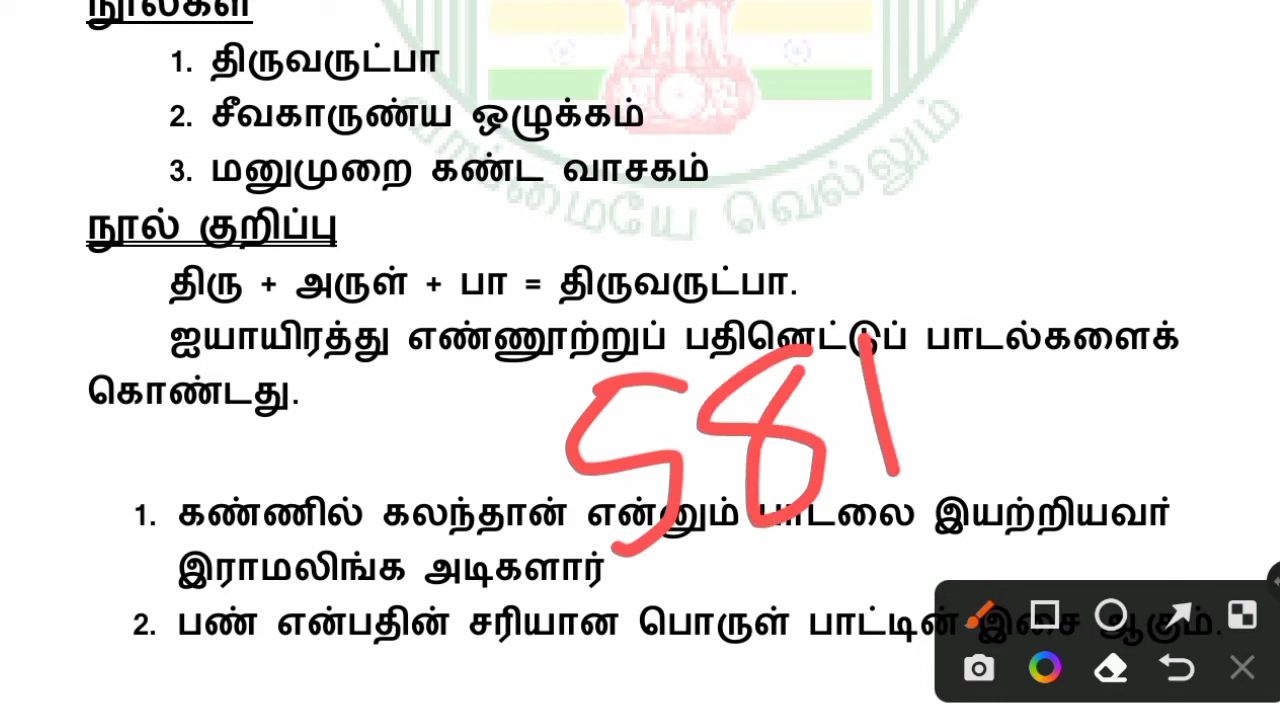 நூல்கள்
1. திருவருட்பா
2. சீவகாருண்ய ஒழுக்கம்
3. மனுமுறை கண்ட வாசகம்
வாய்மையே வெல்லும்
நூல் குறிப்பு
திரு + அருள் + பா = திருவருட்பா.
ஐயாயிரத்து எண்ணூற்றுப் பதினெட்டுப் பாடல்களைக்
கொண்டது.
581
1. கண்ணில் கலந்தான் என்னும் பாடலை இயற்றியவர்
இராமலிங்க அடிகளார்
2. பண் என்பதின் சரியான பொருள் பாட்டின் இசை ஆகும்.